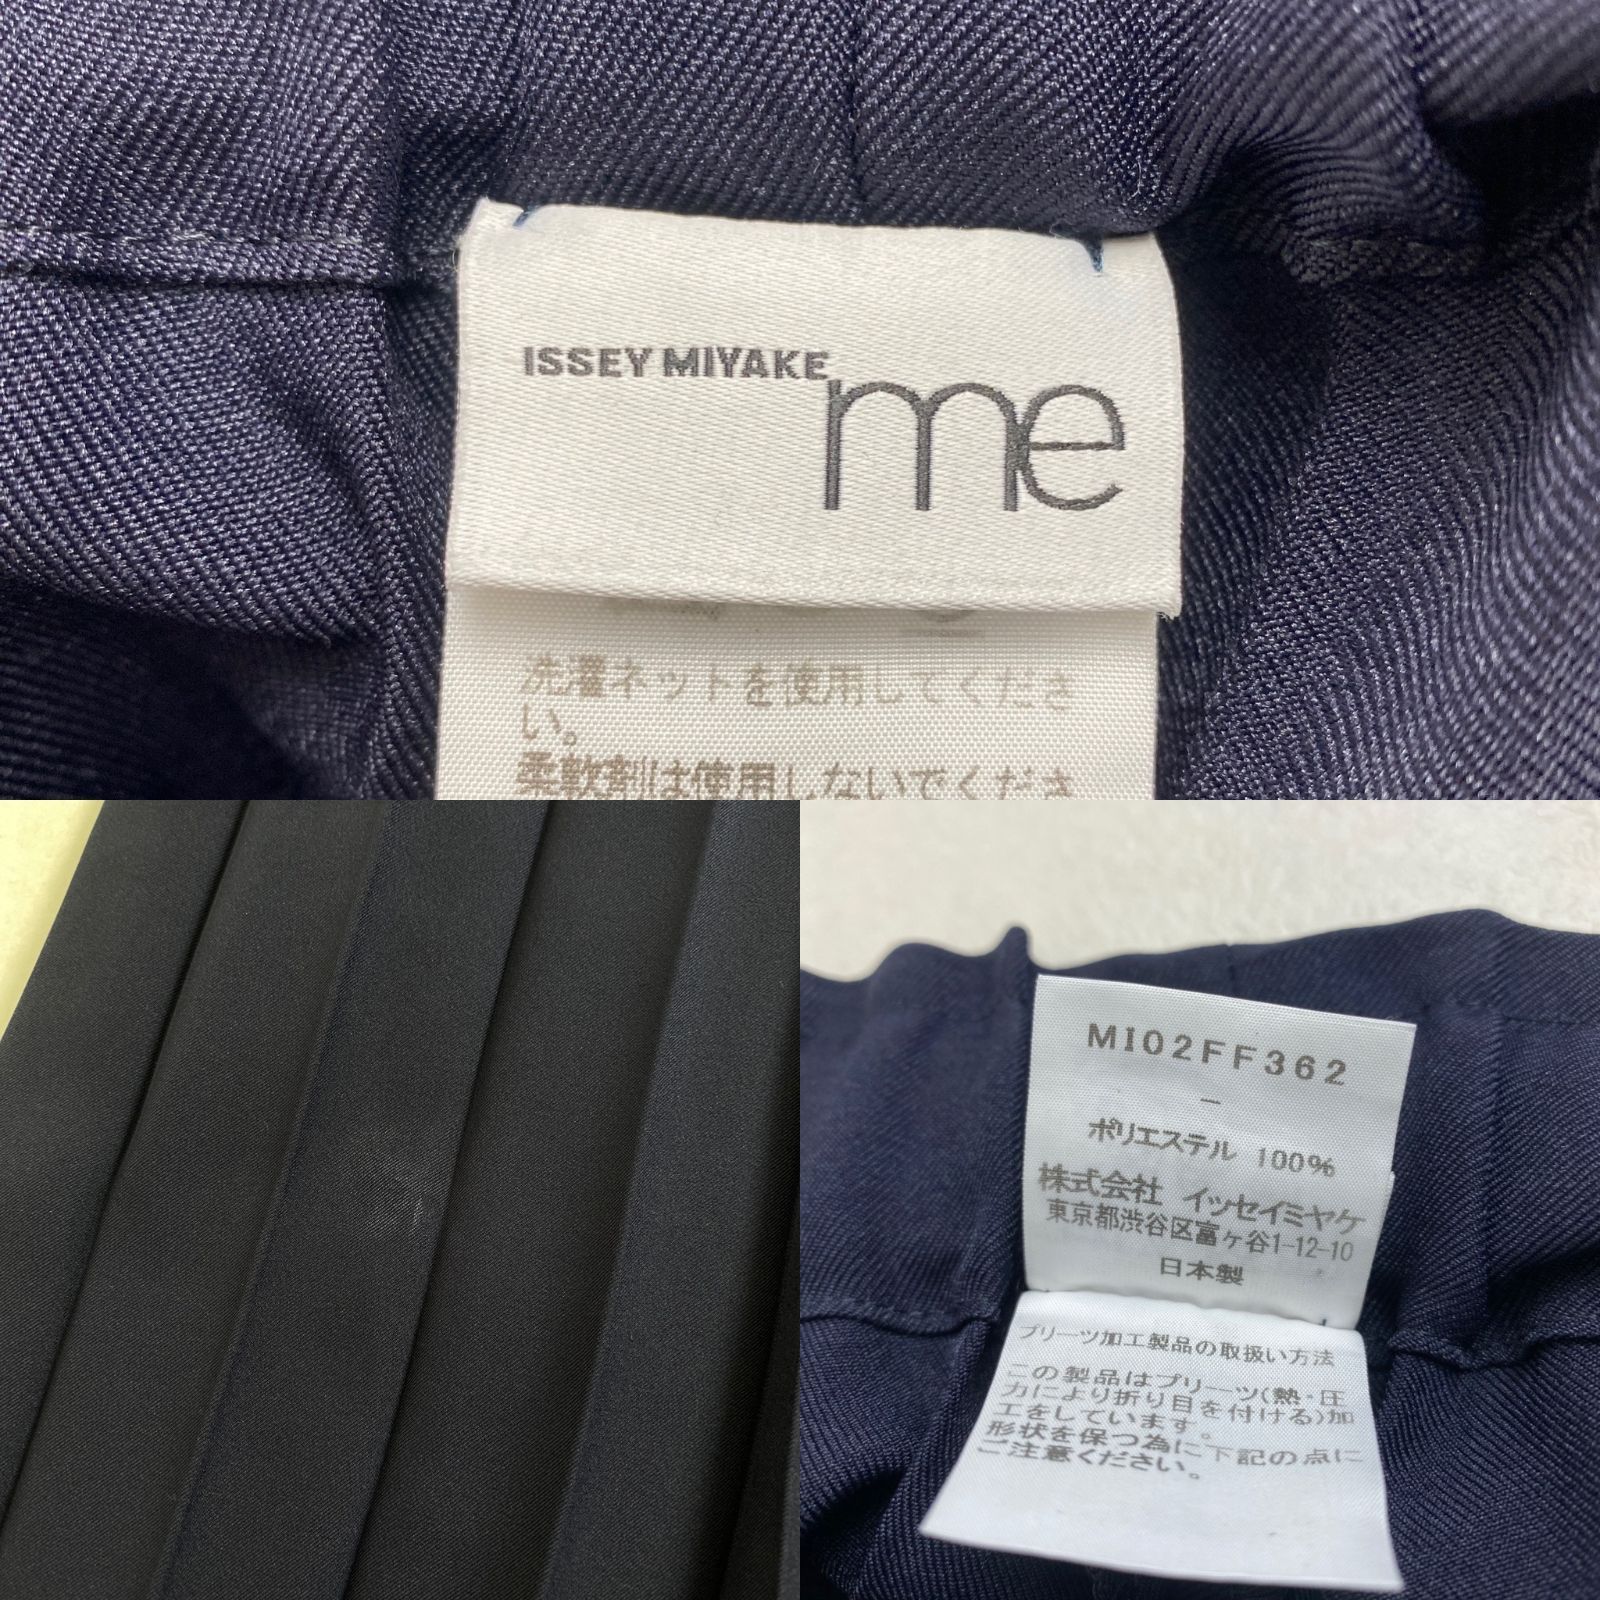 ISSEY MIYAKE
me
洗濯ネットを使用してくださ
い。
柔軟剤は使用しないでくださ
MI02FF362
－
ポリエステル 100%
株式会社 イッセイミヤケ
東京都渋谷区富ヶ谷1-12-10
日本製
プリーツ加工製品の取扱い方法
この製品はプリーツ(熱・圧
力により折り目を付ける)加
工をしています。
形状を保つ為に下記の点に
ご注意ください。